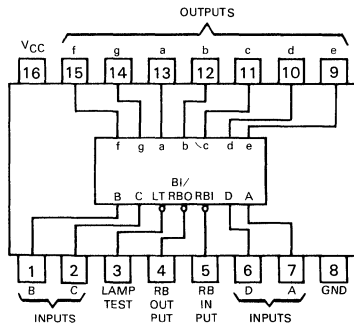 OUTPUTS
VCC f g a b c d e
16 15 14 13 12 11 10 9
f g a b c d e
BI/
B C LT RBO RBI D A
1 2 3 4 5 6 7 8
B C LAMP RB RB D A GND
INPUTS TEST OUT IN INPUTS
PUT PUT